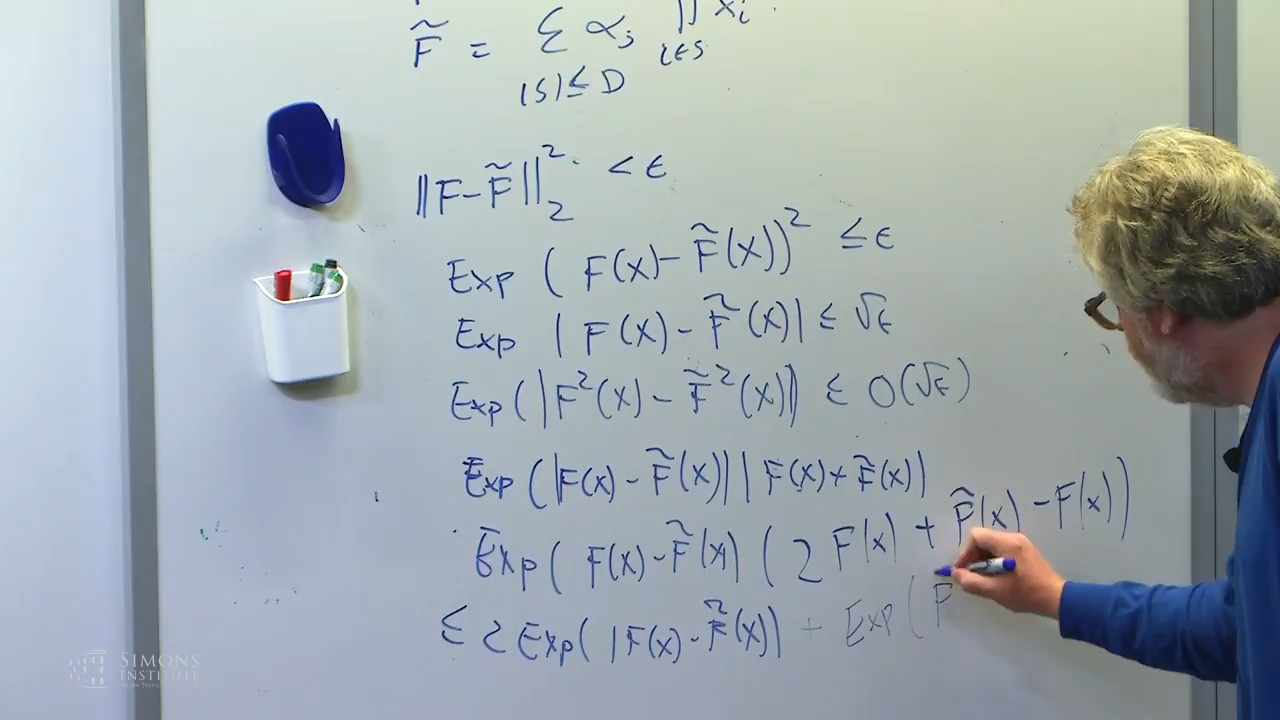 F̃ = Σ α_S ∏ x_i.
|S| ≤ D i∈S
||F-F̃||₂² < ε
Exp ( F(x)-F̃(x))² ≤ ε
Exp | F(x) - F̃(x)| ≤ √ε
Exp(|F²(x) - F̃²(x)|) ≤ O(√ε)
Exp(|F(x) - F̃(x)| | F(x)+ F̃(x)|
Exp( F(x)-F̃(x) ( 2 F(x) + F̃(x) - F(x))
≤ 2 Exp( |F(x)-F̃(x)| + Exp( F
SIMONS
INSTITUTE